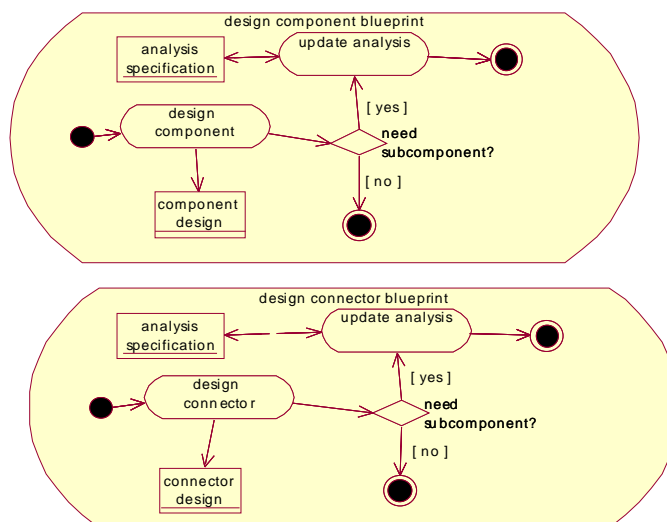 design component blueprint
analysis
specification
update analysis
[ yes ]
design
component
need
subcomponent?
[ no ]
component
design
design connector blueprint
analysis
specification
update analysis
[ yes ]
design
connector
need
subcomponent?
[ no ]
connector
design